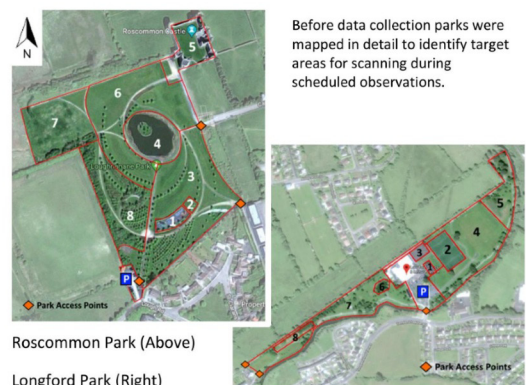 Before data collection parks were
mapped in detail to identify target
areas for scanning during
scheduled observations.
N
Roscommon Castle
5
6
7
4
3
2
1
8
P
Park Access Points
Roscommon Park (Above)
5
4
2
3
1
6
P
7
8
Park Access Points
Longford Park (Right)